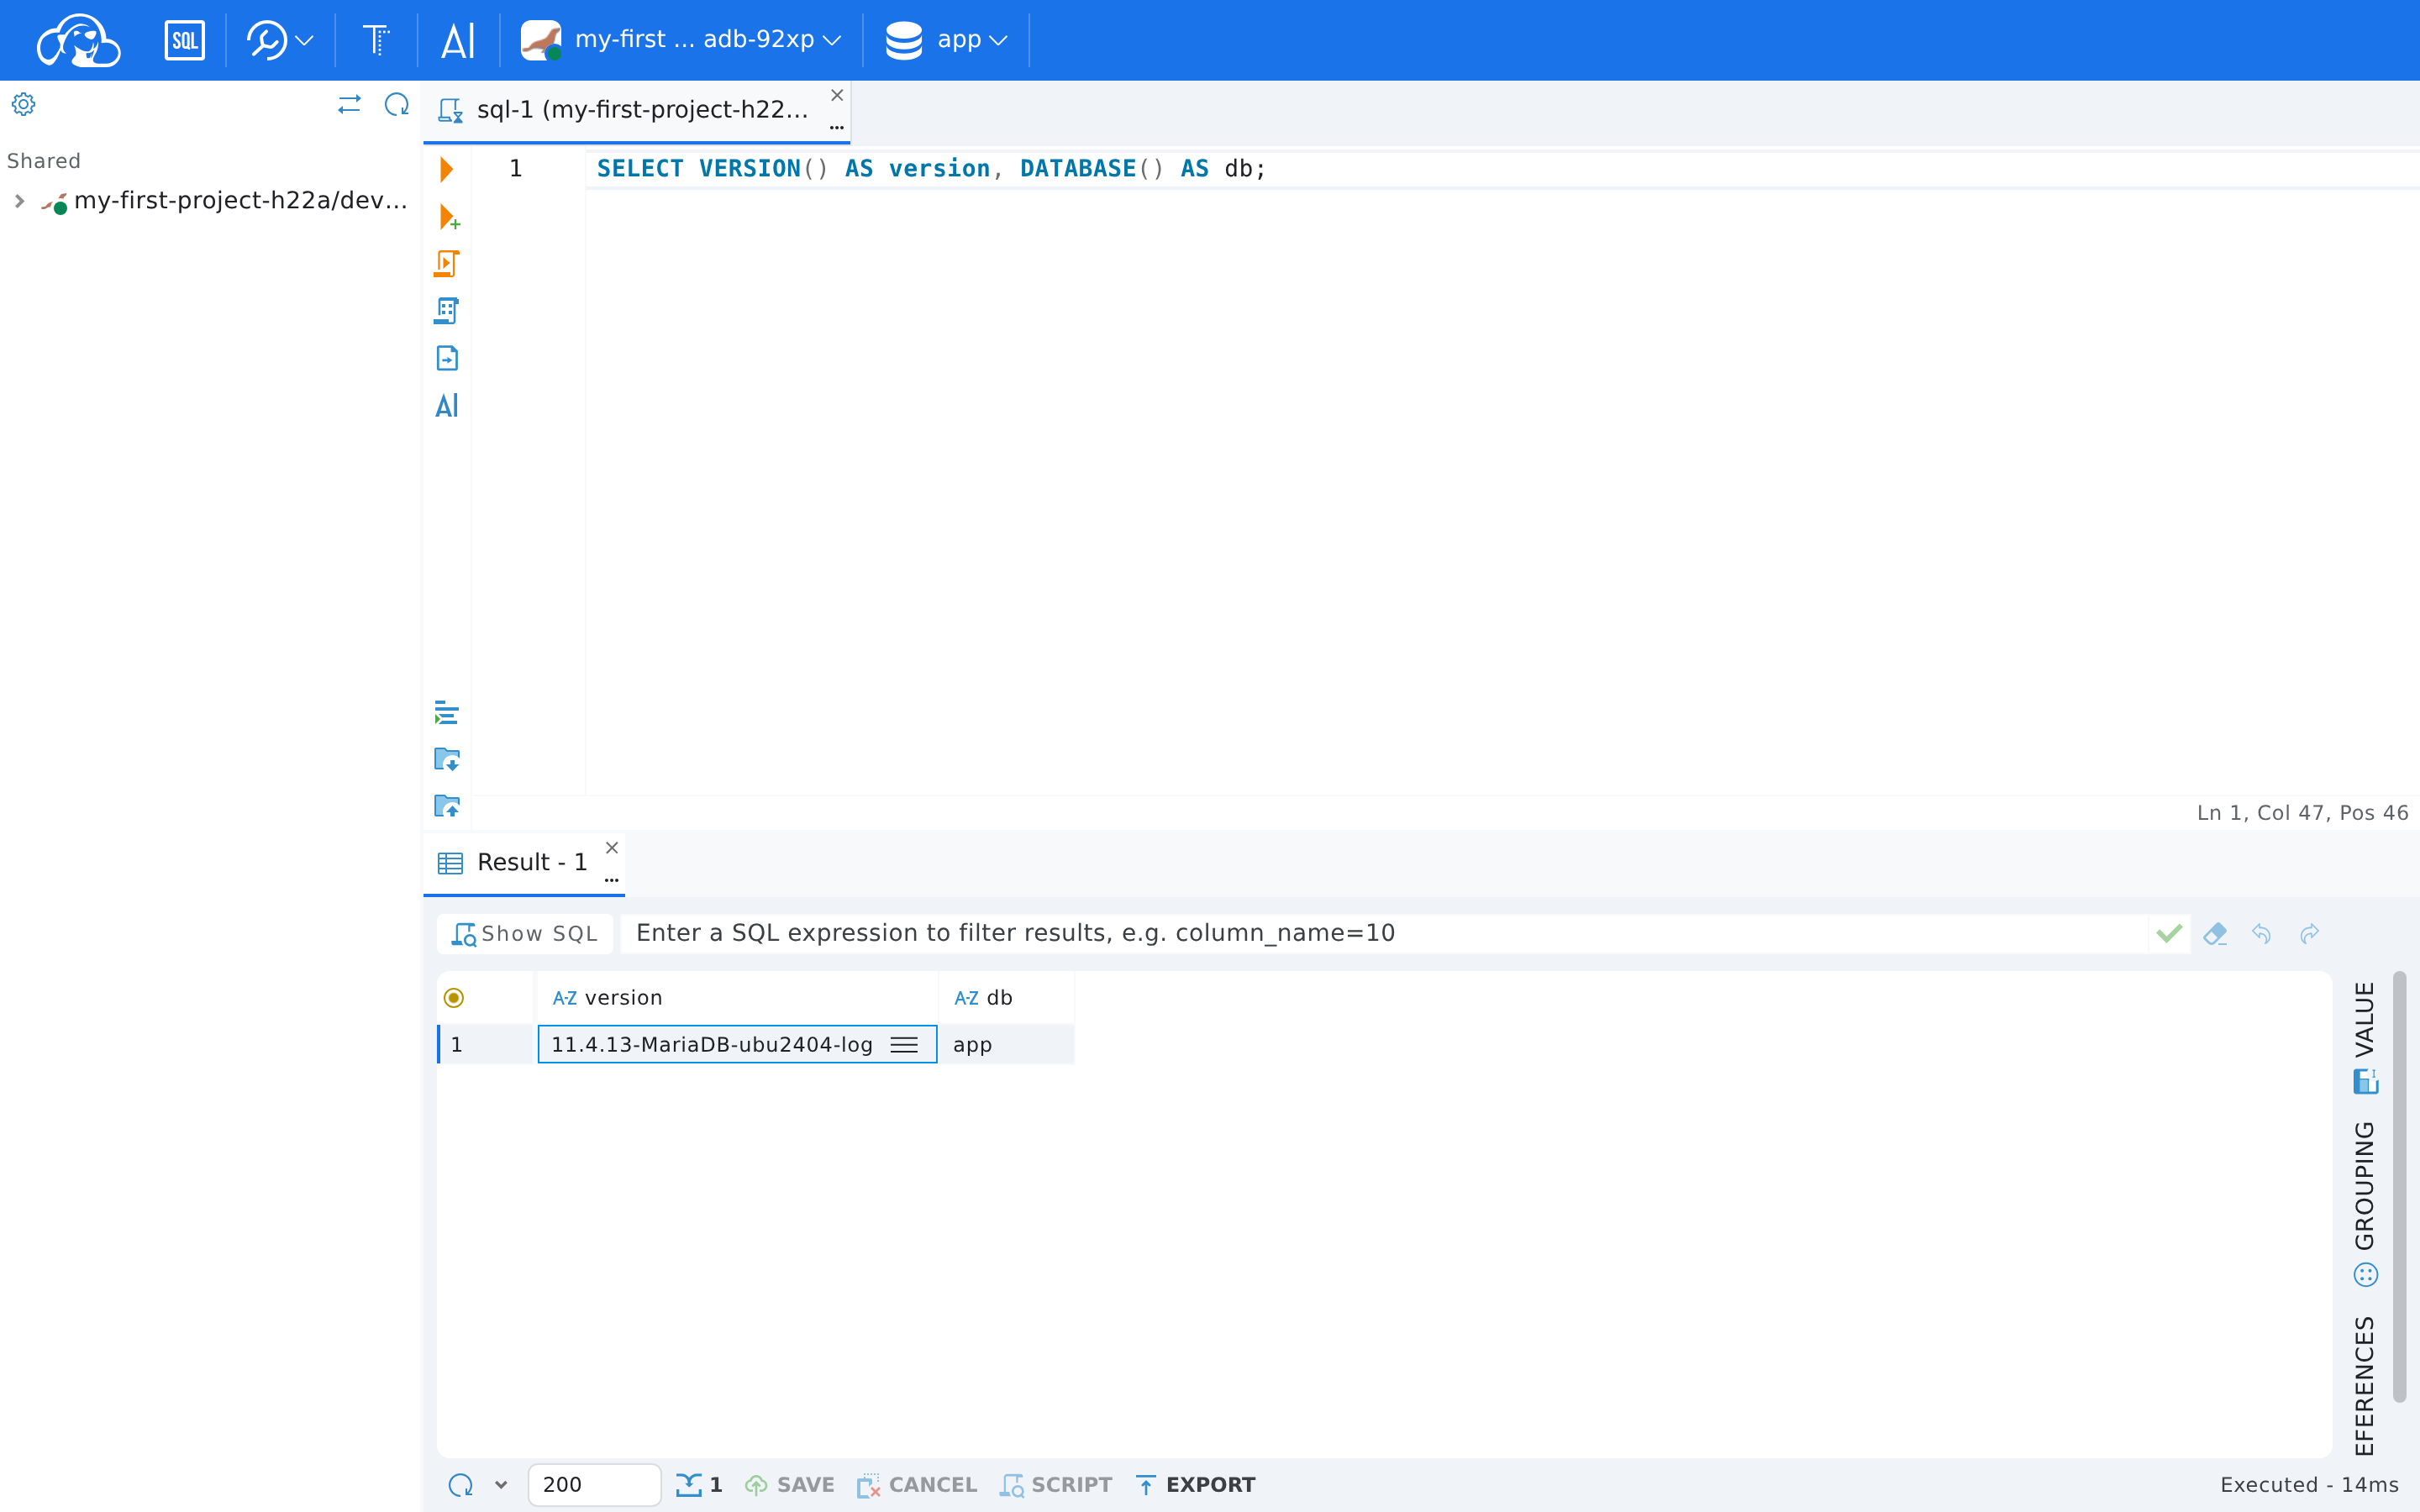 SQL
AI
my-first ... adb-92xp
app
sql-1 (my-first-project-h22...
Shared
my-first-project-h22a/dev...
1
SELECT VERSION() AS version, DATABASE() AS db;
AI
Ln 1, Col 47, Pos 46
Result - 1
Show SQL
Enter a SQL expression to filter results, e.g. column_name=10
A-Z version
A-Z db
1
11.4.13-MariaDB-ubu2404-log
app
VALUE
GROUPING
EFERENCES
200
1
SAVE
CANCEL
SCRIPT
EXPORT
Executed - 14ms